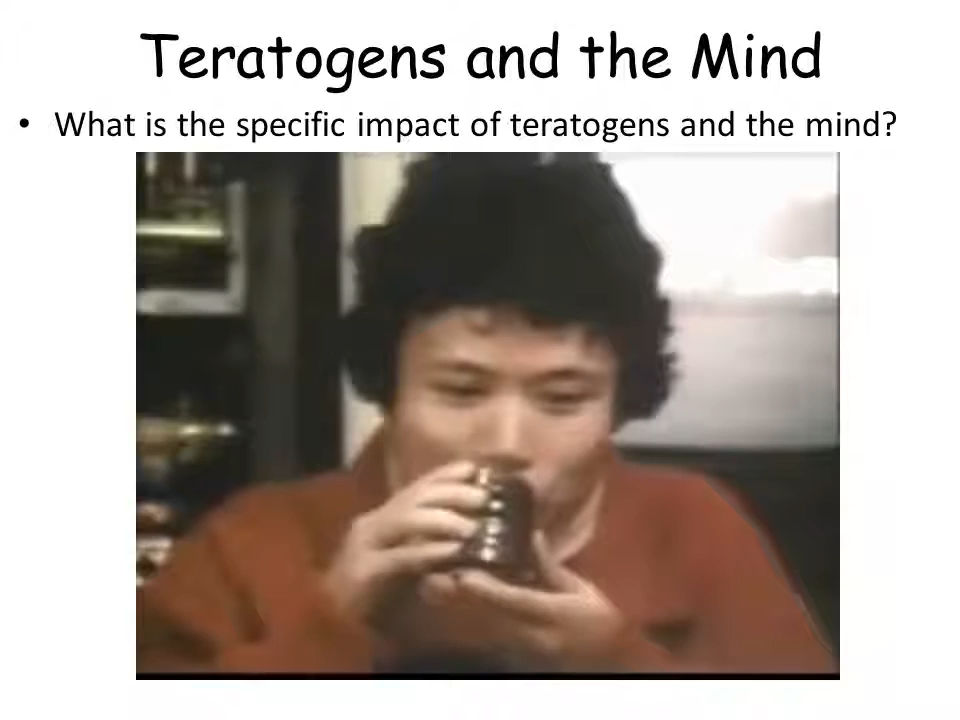 Teratogens and the Mind
• What is the specific impact of teratogens and the mind?